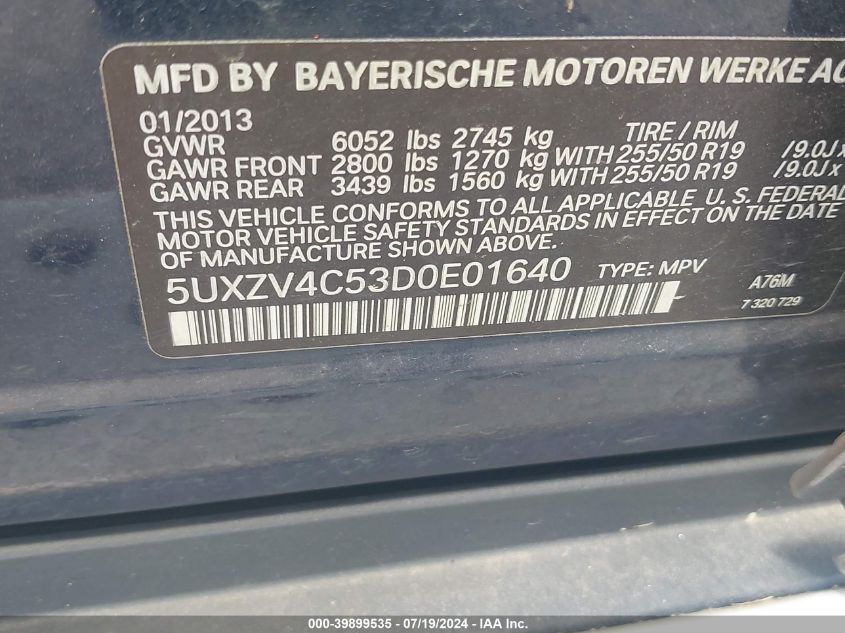 MFD BY BAYERISCHE MOTOREN WERKE AG
01/2013
GVWR 6052 lbs 2745 kg TIRE / RIM
GAWR FRONT 2800 lbs 1270 kg WITH 255/50 R19 /9.0Jx
GAWR REAR 3439 lbs 1560 kg WITH 255/50 R19 /9.0Jx
THIS VEHICLE CONFORMS TO ALL APPLICABLE U. S. FEDERAL
MOTOR VEHICLE SAFETY STANDARDS IN EFFECT ON THE DATE
OF MANUFACTURE SHOWN ABOVE.
5UXZV4C53D0E01640 TYPE: MPV A76M
7 320 729
000-39899535 - 07/19/2024 - IAA Inc.